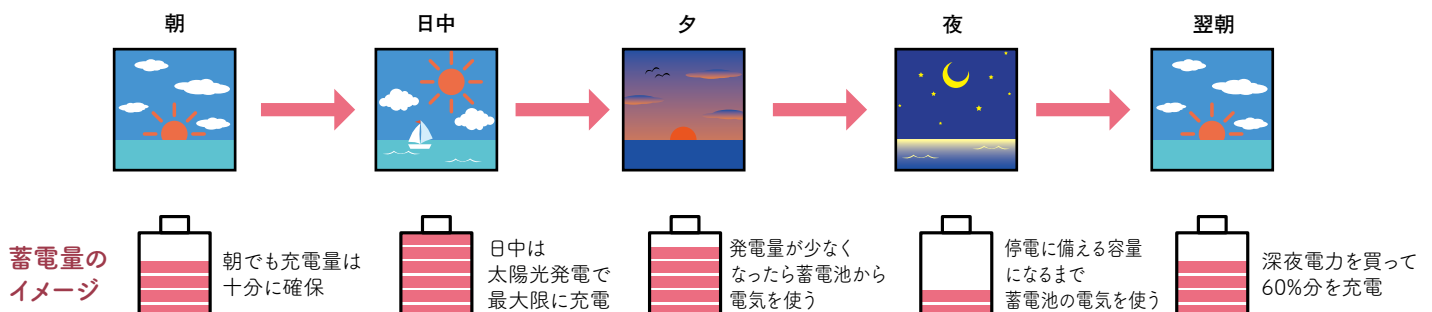 朝
日中
夕
夜
翌朝
蓄電量の
イメージ
朝でも充電量は
十分に確保
日中は
太陽光発電で
最大限に充電
発電量が少なく
なったら蓄電池から
電気を使う
停電に備える容量
になるまで
蓄電池の電気を使う
深夜電力を買って
60%分を充電